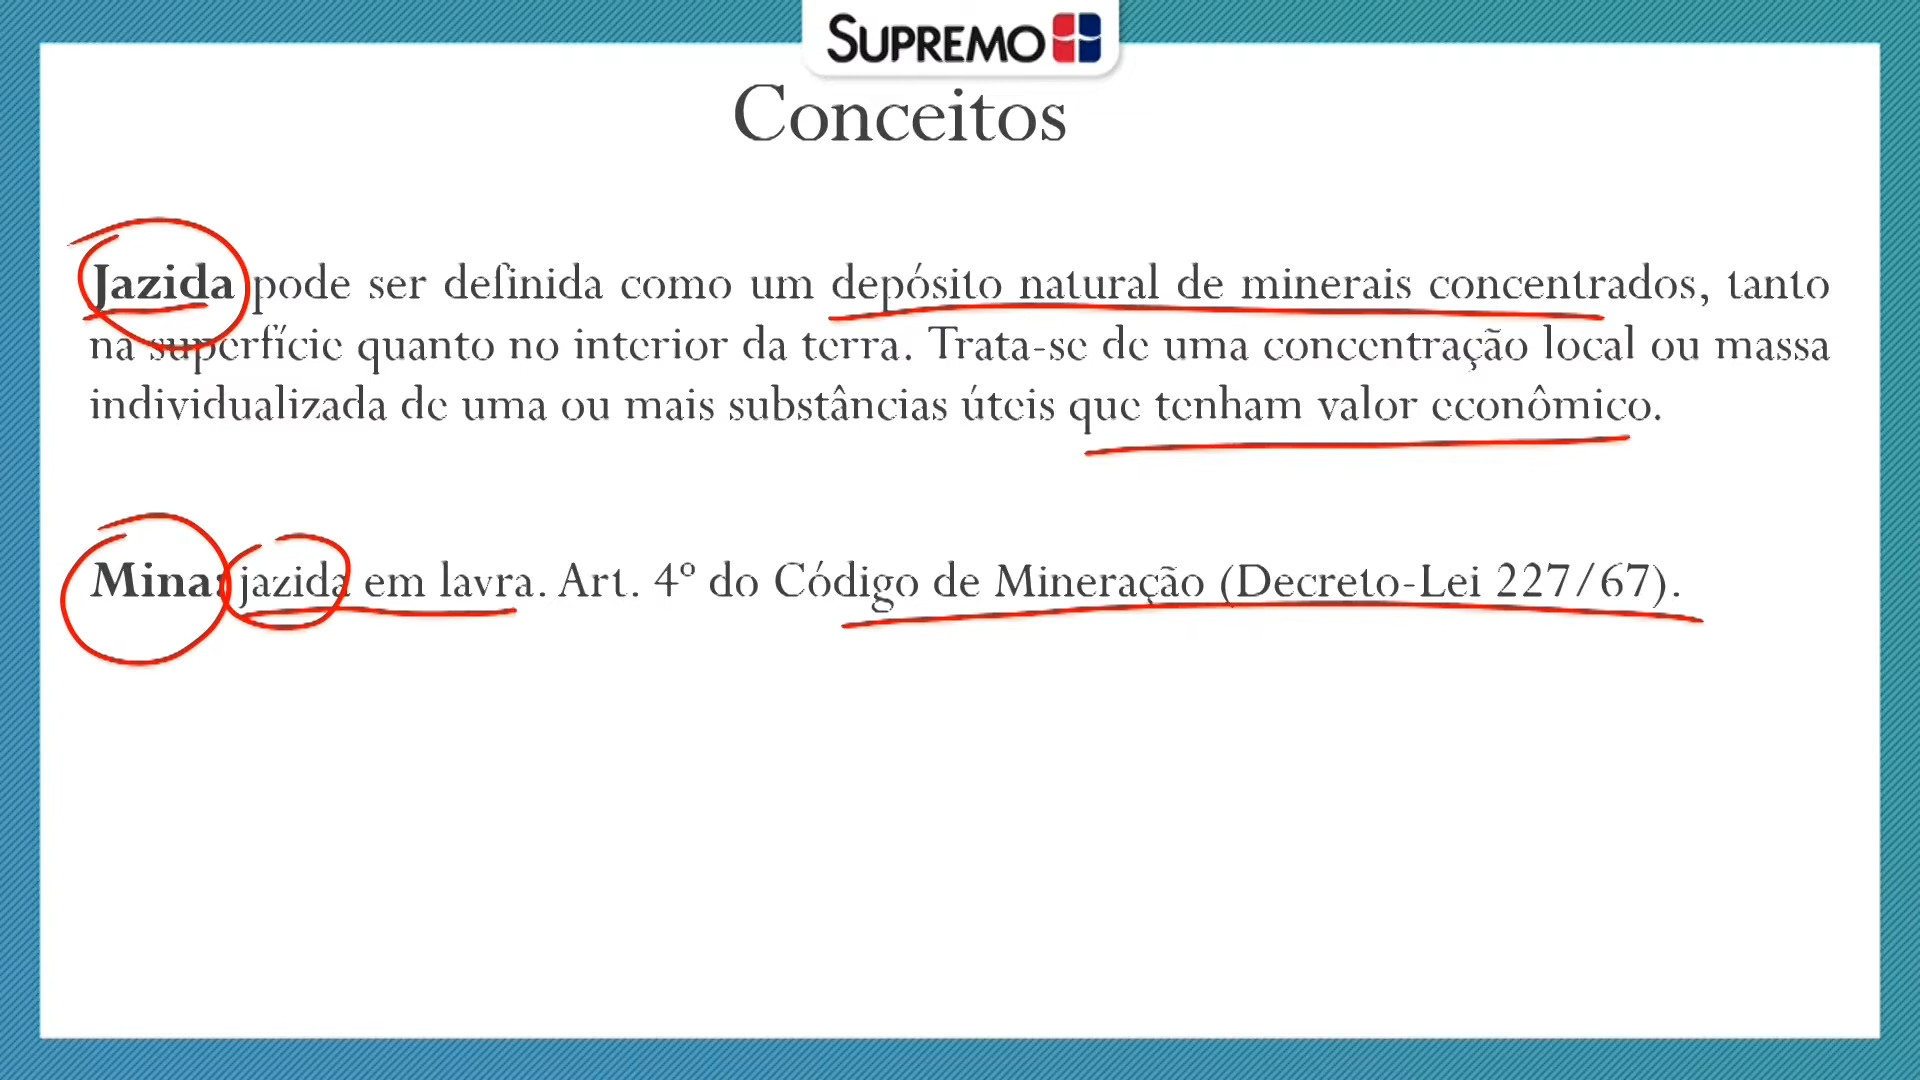 SUPREMO
Conceitos
Jazida pode ser definida como um depósito natural de minerais concentrados, tanto
na superfície quanto no interior da terra. Trata-se de uma concentração local ou massa
individualizada de uma ou mais substâncias úteis que tenham valor econômico.
Mina: jazida em lavra. Art. 4º do Código de Mineração (Decreto-Lei 227/67).